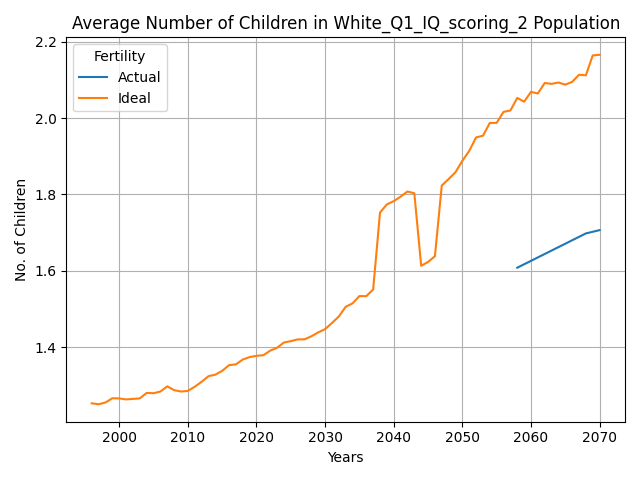 Average Number of Children in White_Q1_IQ_scoring_2 Population
Fertility
Actual
Ideal
No. of Children
2.2
2.0
1.8
1.6
1.4
2000 2010 2020 2030 2040 2050 2060 2070
Years